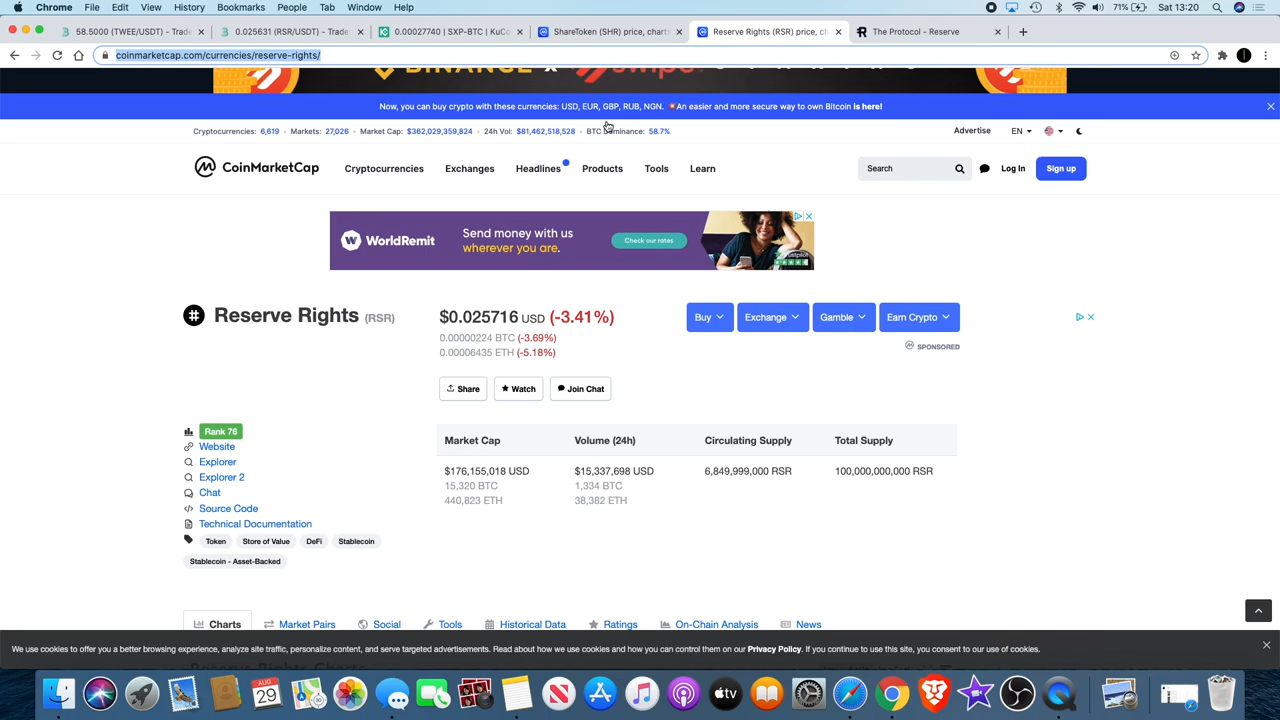 Chrome File Edit View History Bookmarks People Tab Window Help 71% Sat 13:20
58.5000 (TWEE/USDT) - Trade
0.025631 (RSR/USDT) - Trade
0.00027740 | SXP-BTC | KuCo
ShareToken (SHR) price, charts
Reserve Rights (RSR) price, ch
The Protocol - Reserve
coinmarketcap.com/currencies/reserve-rights/
BINANCE x Swipe
Now, you can buy crypto with these currencies: USD, EUR, GBP, RUB, NGN. 💥An easier and more secure way to own Bitcoin is here!
Cryptocurrencies: 6,619 • Markets: 27,026 • Market Cap: $362,029,359,824 • 24h Vol: $81,462,518,528 • BTC Dominance: 58.7%
Advertise EN
CoinMarketCap Cryptocurrencies Exchanges Headlines Products Tools Learn Search Log In Sign up
WorldRemit Send money with us wherever you are. Check our rates
Trustpilot
Reserve Rights (RSR) $0.025716 USD (-3.41%) Buy Exchange Gamble Earn Crypto
0.00000224 BTC (-3.69%)
0.00006435 ETH (-5.18%)
SPONSORED
Share Watch Join Chat
Rank 76
Website
Explorer
Explorer 2
Chat
Source Code
Technical Documentation
Token Store of Value DeFi Stablecoin
Stablecoin - Asset-Backed
Market Cap Volume (24h) Circulating Supply Total Supply
$176,155,018 USD $15,337,698 USD 6,849,999,000 RSR 100,000,000,000 RSR
15,320 BTC 1,334 BTC
440,823 ETH 38,382 ETH
Charts Market Pairs Social Tools Historical Data Ratings On-Chain Analysis News
We use cookies to offer you a better browsing experience, analyze site traffic, personalize content, and serve targeted advertisements. Read about how we use cookies and how you can control them on our Privacy Policy. If you continue to use this site, you consent to our use of cookies.
AUG
29
tv